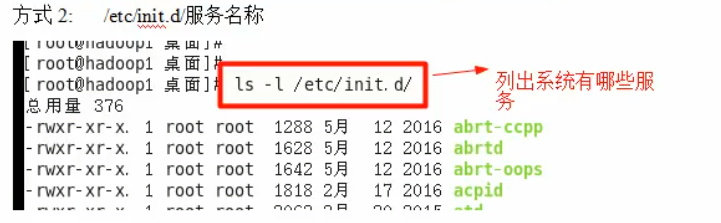 方式2: /etc/init.d/服务名称
[root@hadoop1 桌面]#
[root@hadoop1 桌面]#
[root@hadoop1 桌面]# ls -l /etc/init.d/
列出系统有哪些服务
总用量 376
-rwxr-xr-x. 1 root root 1288 5月 12 2016 abrt-ccpp
-rwxr-xr-x. 1 root root 1628 5月 12 2016 abrtd
-rwxr-xr-x. 1 root root 1642 5月 12 2016 abrt-oops
-rwxr-xr-x. 1 root root 1818 2月 17 2016 acpid